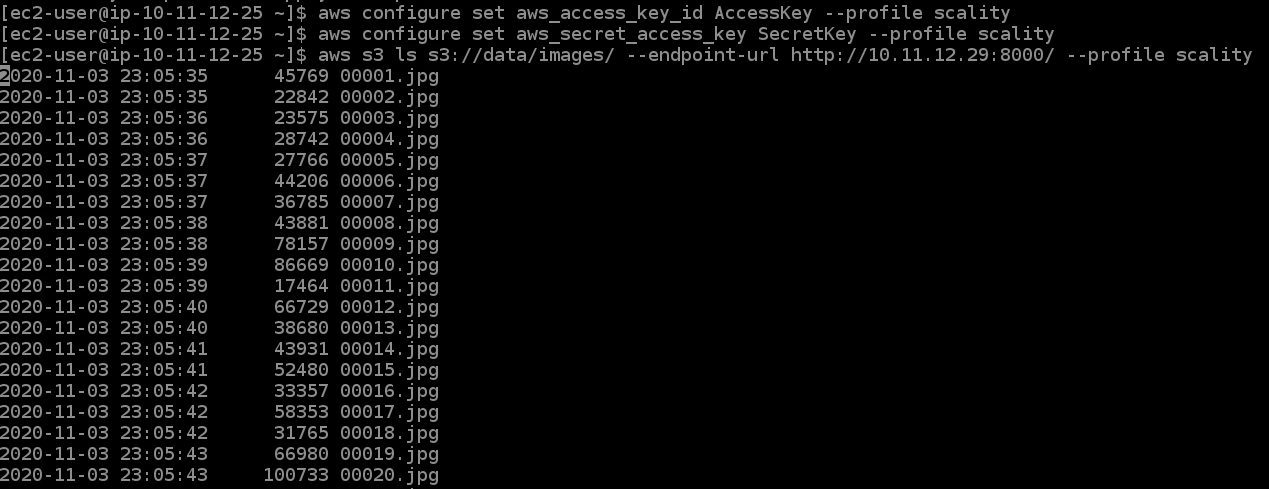 [ec2-user@ip-10-11-12-25 ~]$ aws configure set aws_access_key_id AccessKey --profile scality
[ec2-user@ip-10-11-12-25 ~]$ aws configure set aws_secret_access_key SecretKey --profile scality
[ec2-user@ip-10-11-12-25 ~]$ aws s3 ls s3://data/images/ --endpoint-url http://10.11.12.29:8000/ --profile scality
2020-11-03 23:05:35      45769 00001.jpg
2020-11-03 23:05:35      22842 00002.jpg
2020-11-03 23:05:36      23575 00003.jpg
2020-11-03 23:05:36      28742 00004.jpg
2020-11-03 23:05:37      27766 00005.jpg
2020-11-03 23:05:37      44206 00006.jpg
2020-11-03 23:05:37      36785 00007.jpg
2020-11-03 23:05:38      43881 00008.jpg
2020-11-03 23:05:38      78157 00009.jpg
2020-11-03 23:05:39      86669 00010.jpg
2020-11-03 23:05:39      17464 00011.jpg
2020-11-03 23:05:40      66729 00012.jpg
2020-11-03 23:05:40      38680 00013.jpg
2020-11-03 23:05:41      43931 00014.jpg
2020-11-03 23:05:41      52480 00015.jpg
2020-11-03 23:05:42      33357 00016.jpg
2020-11-03 23:05:42      58353 00017.jpg
2020-11-03 23:05:42      31765 00018.jpg
2020-11-03 23:05:43      66980 00019.jpg
2020-11-03 23:05:43     100733 00020.jpg